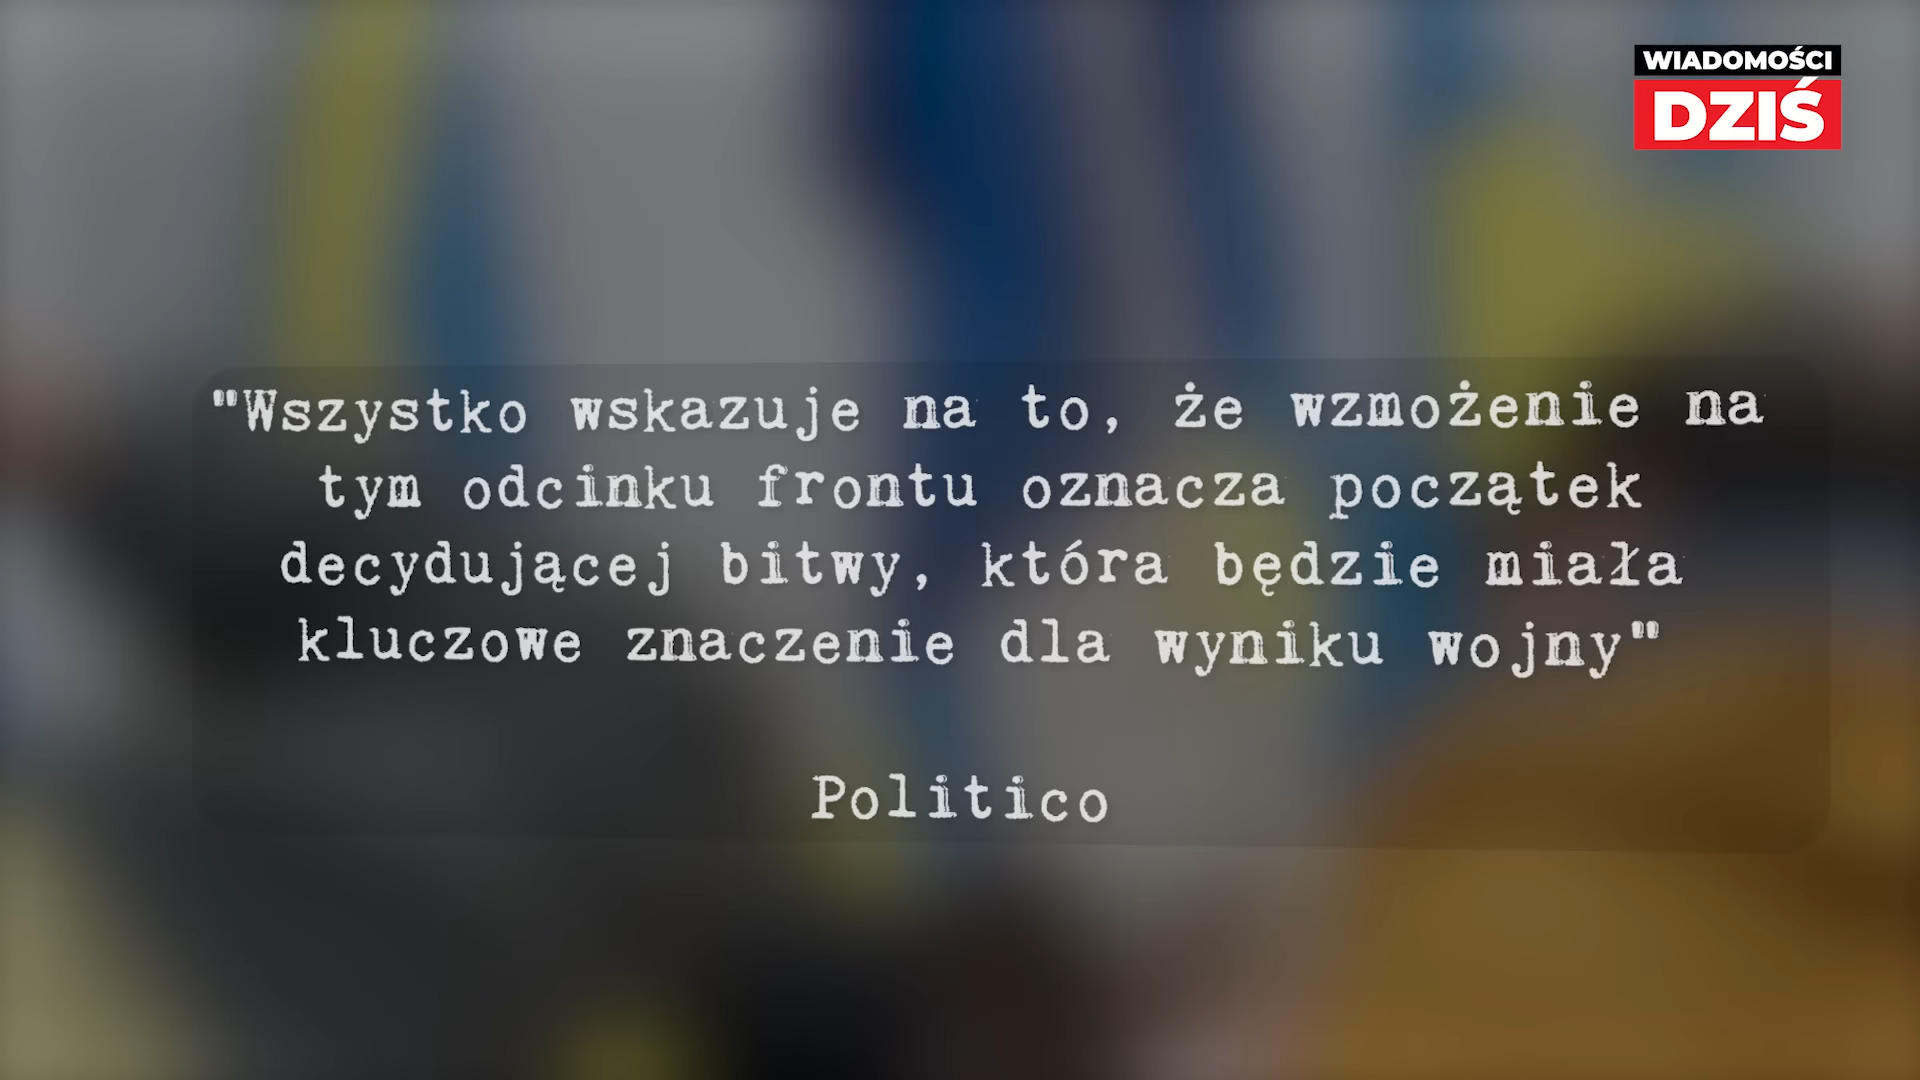 WIADOMOŚCI
DZIŚ
"Wszystko wskazuje na to, że wzmożenie na
tym odcinku frontu oznacza początek
decydującej bitwy, która będzie miała
kluczowe znaczenie dla wyniku wojny"
Politico